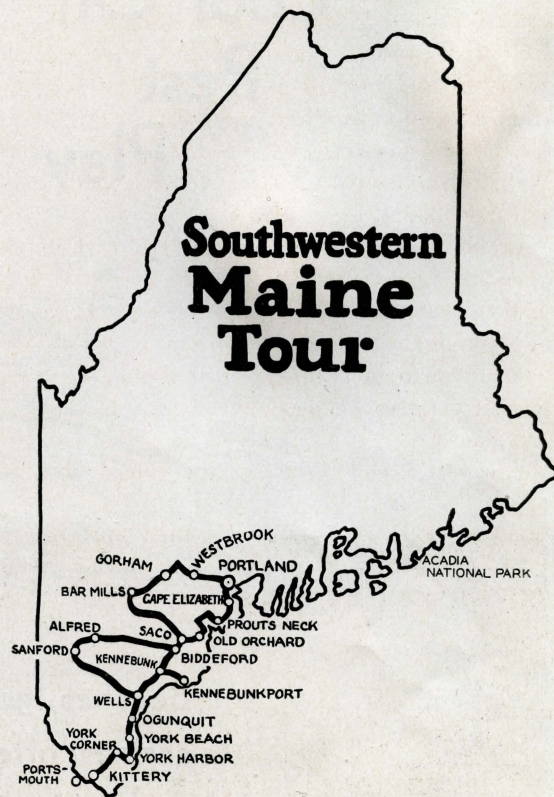 Southwestern
Maine
Tour
ACADIA
NATIONAL PARK
WESTBROOK
GORHAM
PORTLAND
BAR MILLS
CAPE ELIZABETH
PROUTS NECK
ALFRED
SACO
OLD ORCHARD
SANFORD
KENNEBUNK
BIDDEFORD
KENNEBUNKPORT
WELLS
OGUNQUIT
YORK
CORNER
YORK BEACH
YORK HARBOR
PORTS-
MOUTH
KITTERY